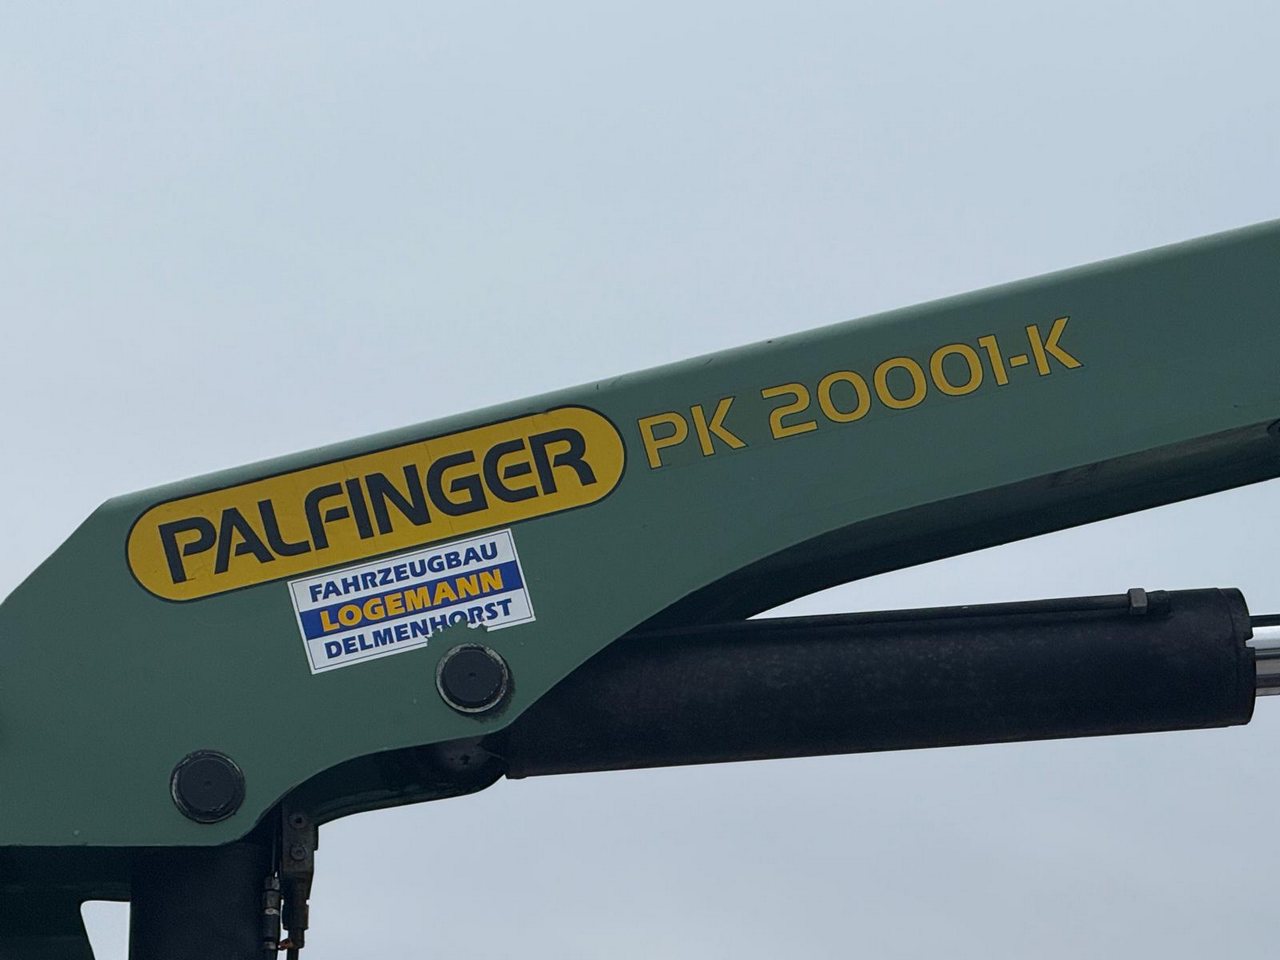 PALFINGER PK 20001-K
FAHRZEUGBAU
LOGEMANN
DELMENHORST